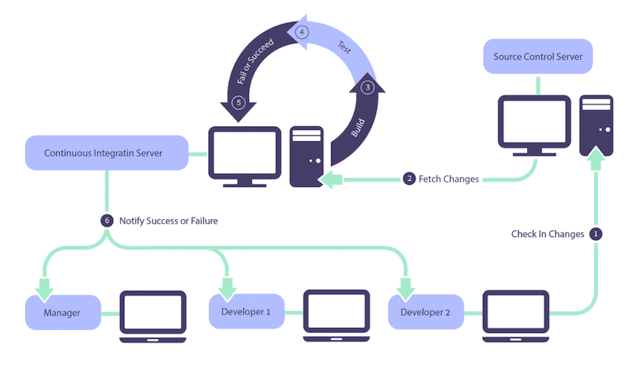 4
Test
Fail or Succeed
Source Control Server
3
5
Build
Continuous Integratin Server
2 Fetch Changes
6 Notify Success or Failure
Check In Changes 1
Manager
Developer 1
Developer 2